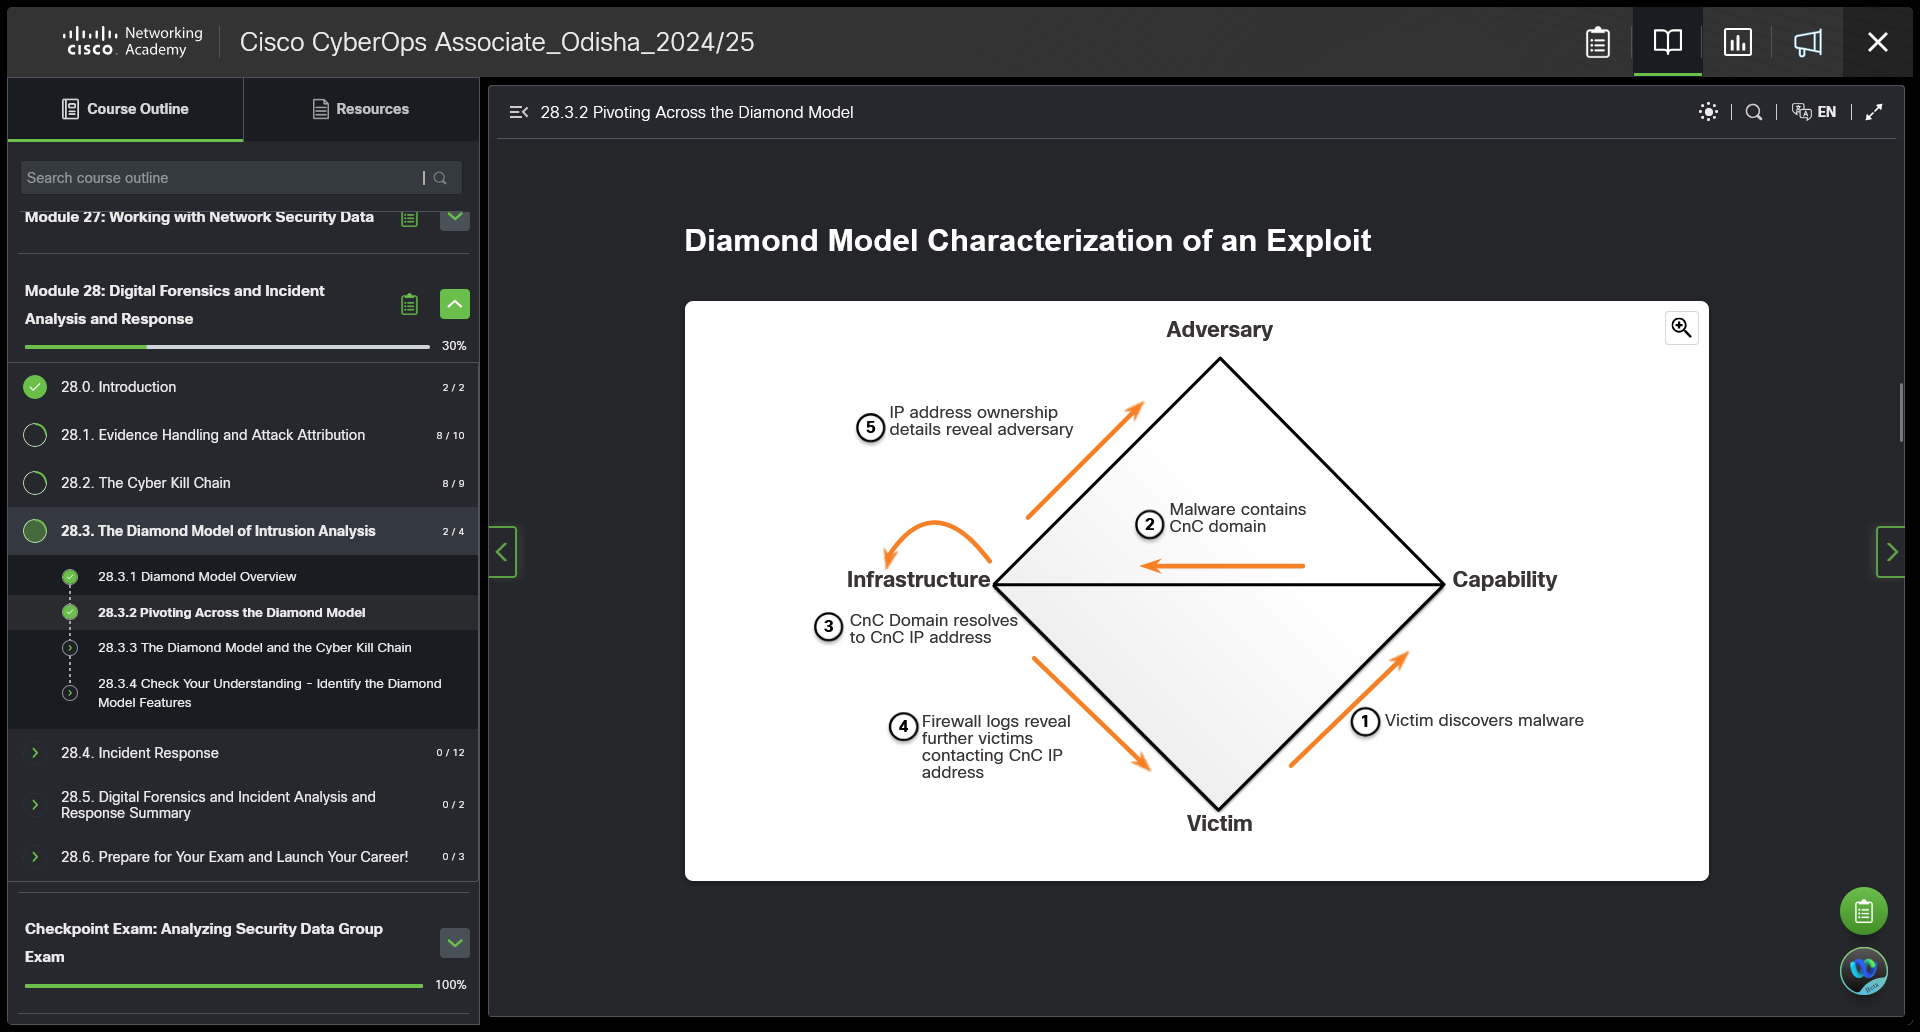 CISCO Networking Academy
Cisco CyberOps Associate_Odisha_2024/25
Course Outline
Resources
Search course outline
Module 27: Working with Network Security Data
Module 28: Digital Forensics and Incident
Analysis and Response
30%
28.0. Introduction 2 / 2
28.1. Evidence Handling and Attack Attribution 8 / 10
28.2. The Cyber Kill Chain 8 / 9
28.3. The Diamond Model of Intrusion Analysis 2 / 4
28.3.1 Diamond Model Overview
28.3.2 Pivoting Across the Diamond Model
28.3.3 The Diamond Model and the Cyber Kill Chain
28.3.4 Check Your Understanding - Identify the Diamond
Model Features
28.4. Incident Response 0 / 12
28.5. Digital Forensics and Incident Analysis and
Response Summary 0 / 2
28.6. Prepare for Your Exam and Launch Your Career! 0 / 3
Checkpoint Exam: Analyzing Security Data Group
Exam
100%
28.3.2 Pivoting Across the Diamond Model
EN
Diamond Model Characterization of an Exploit
Adversary
5 IP address ownership
details reveal adversary
2 Malware contains
CnC domain
Infrastructure
Capability
3 CnC Domain resolves
to CnC IP address
4 Firewall logs reveal
further victims
contacting CnC IP
address
1 Victim discovers malware
Victim
Beta